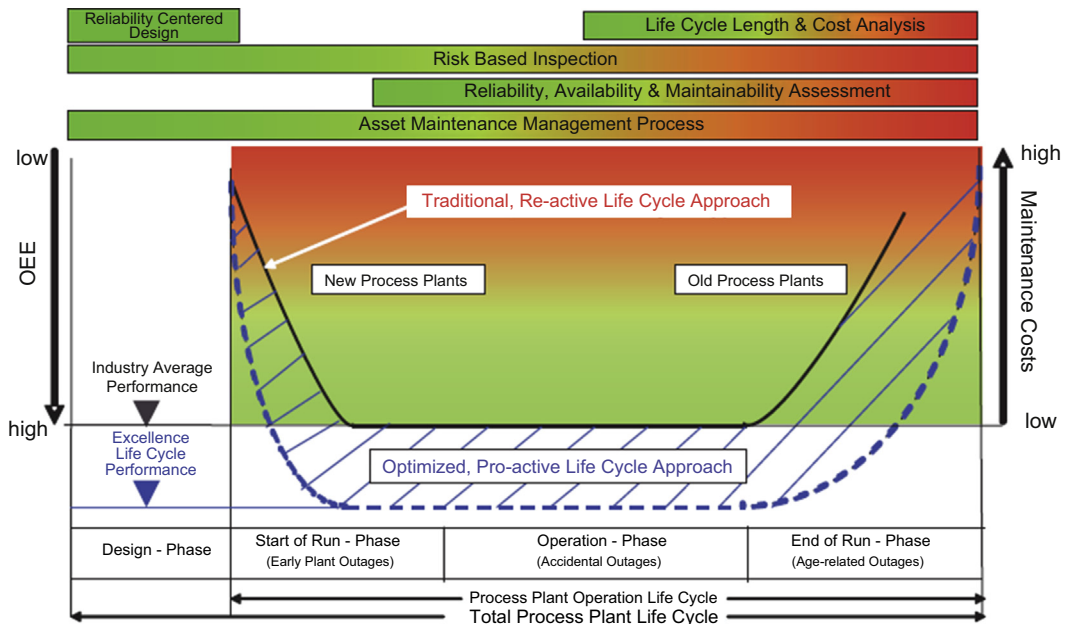 Reliability Centered
Design
Life Cycle Length & Cost Analysis
Risk Based Inspection
Reliability, Availability & Maintainability Assessment
Asset Maintenance Management Process
low
high
OEE
Maintenance Costs
Traditional, Re-active Life Cycle Approach
New Process Plants
Old Process Plants
Industry Average
Performance
high
low
Excellence
Life Cycle
Performance
Optimized, Pro-active Life Cycle Approach
Design - Phase
Start of Run - Phase
(Early Plant Outages)
Operation - Phase
(Accidental Outages)
End of Run - Phase
(Age-related Outages)
Process Plant Operation Life Cycle
Total Process Plant Life Cycle